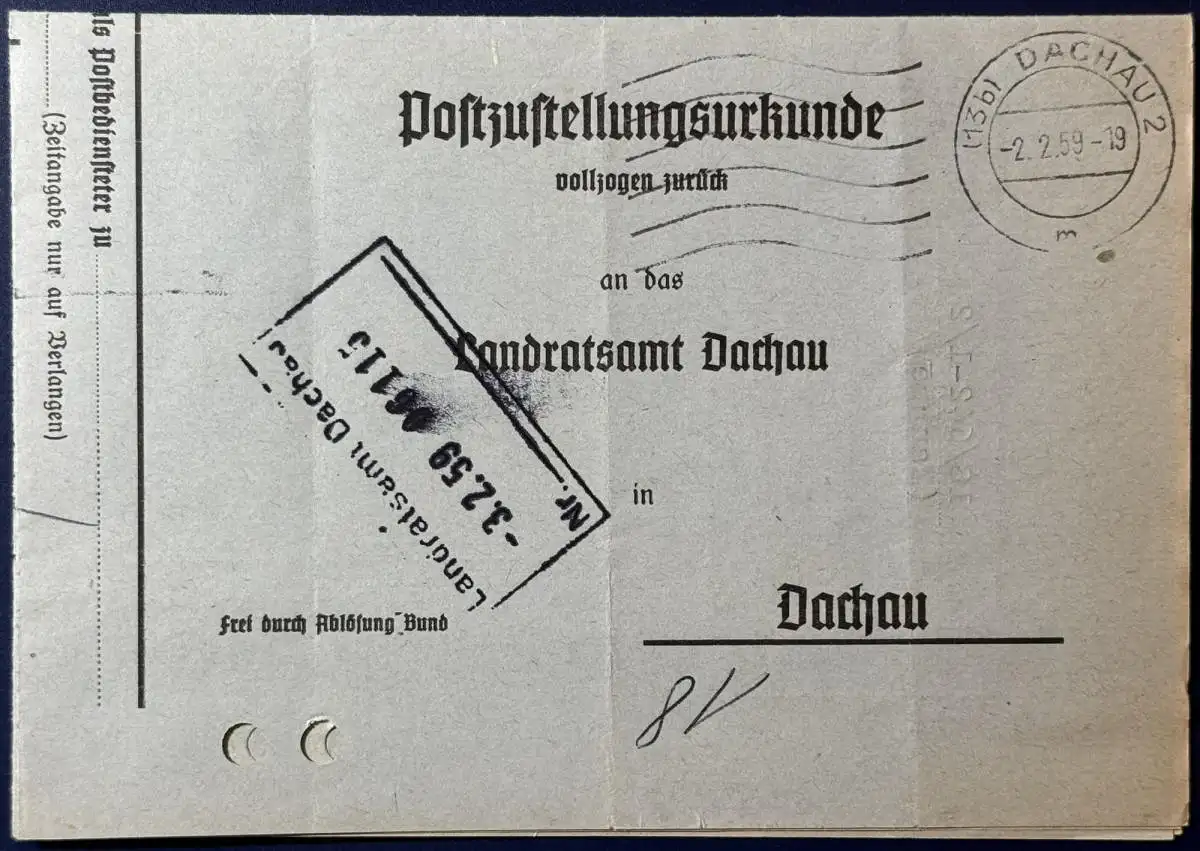 als Postbediensteter zu
(Zeitangabe nur auf Verlangen)
Postzustellungsurkunde
vollzogen zurück
(13b) DACHAU 2
-2. 2.59-19
m
an das
Landratsamt Dachau
in
Dachau
Landratsamt Dachau
-3.2.59 06115
Nr.
Frei durch Ablösung Bund